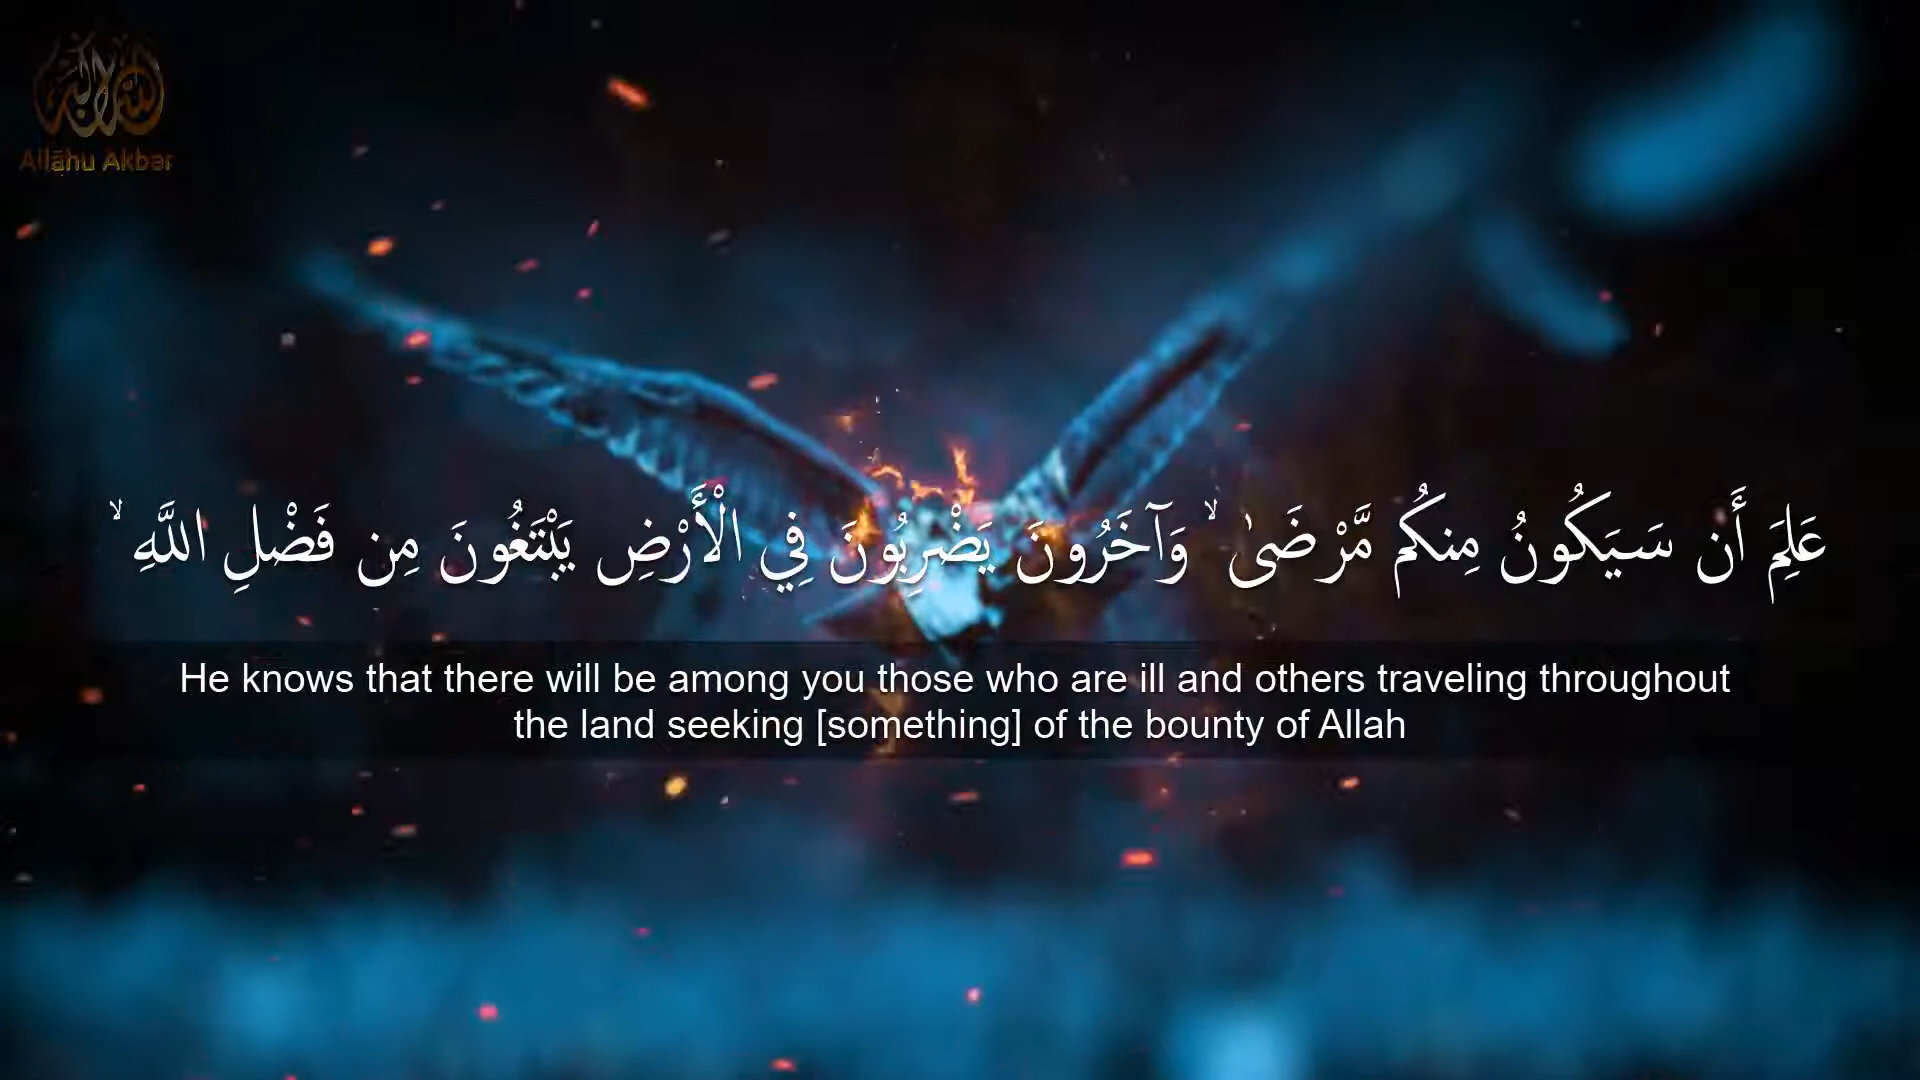 Allāhu Akbar
عَلِمَ أَن سَيَكُونُ مِنكُم مَّرْضَىٰ ۙ وَآخَرُونَ يَضْرِبُونَ فِي الْأَرْضِ يَبْتَغُونَ مِن فَضْلِ اللَّهِ ۙ
He knows that there will be among you those who are ill and others traveling throughout
the land seeking [something] of the bounty of Allah